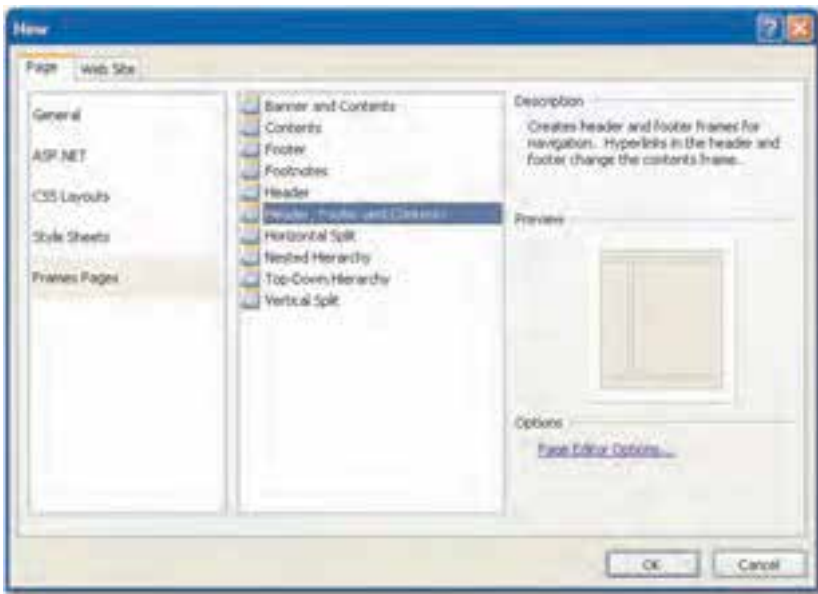 New
Page
Web Site
General
ASP.NET
CSS Layouts
Style Sheets
Frames Pages
Banner and Contents
Contents
Footer
Footnotes
Header
Header, Footer and Contents
Horizontal Split
Nested Hierarchy
Top-Down Hierarchy
Vertical Split
Description
Creates header and footer frames for
navigation. Hyperlinks in the header and
footer change the contents frame.
Preview
Options
Page Editor Options...
OK
Cancel